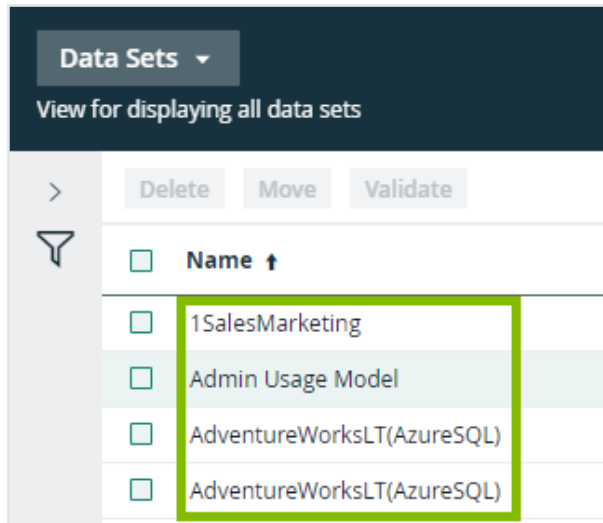 Data Sets
View for displaying all data sets
Delete Move Validate
Name
1SalesMarketing
Admin Usage Model
AdventureWorksLT(AzureSQL)
AdventureWorksLT(AzureSQL)